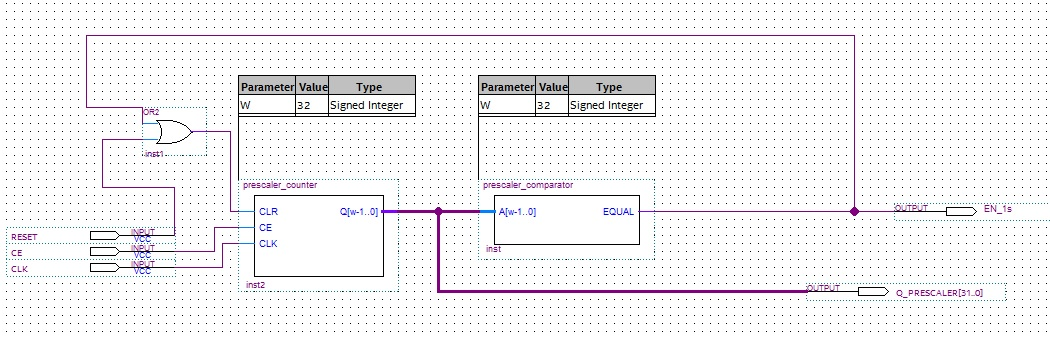 Parameter Value Type
W 32 Signed Integer
Parameter Value Type
W 32 Signed Integer
OR2
inst1
prescaler_counter
CLR Q[w-1..0]
CE
CLK
inst2
prescaler_comparator
A[w-1..0] EQUAL
inst
RESET INPUT
VCC
CE INPUT
VCC
CLK INPUT
VCC
OUTPUT EN_1s
OUTPUT Q_PRESCALER[31..0]